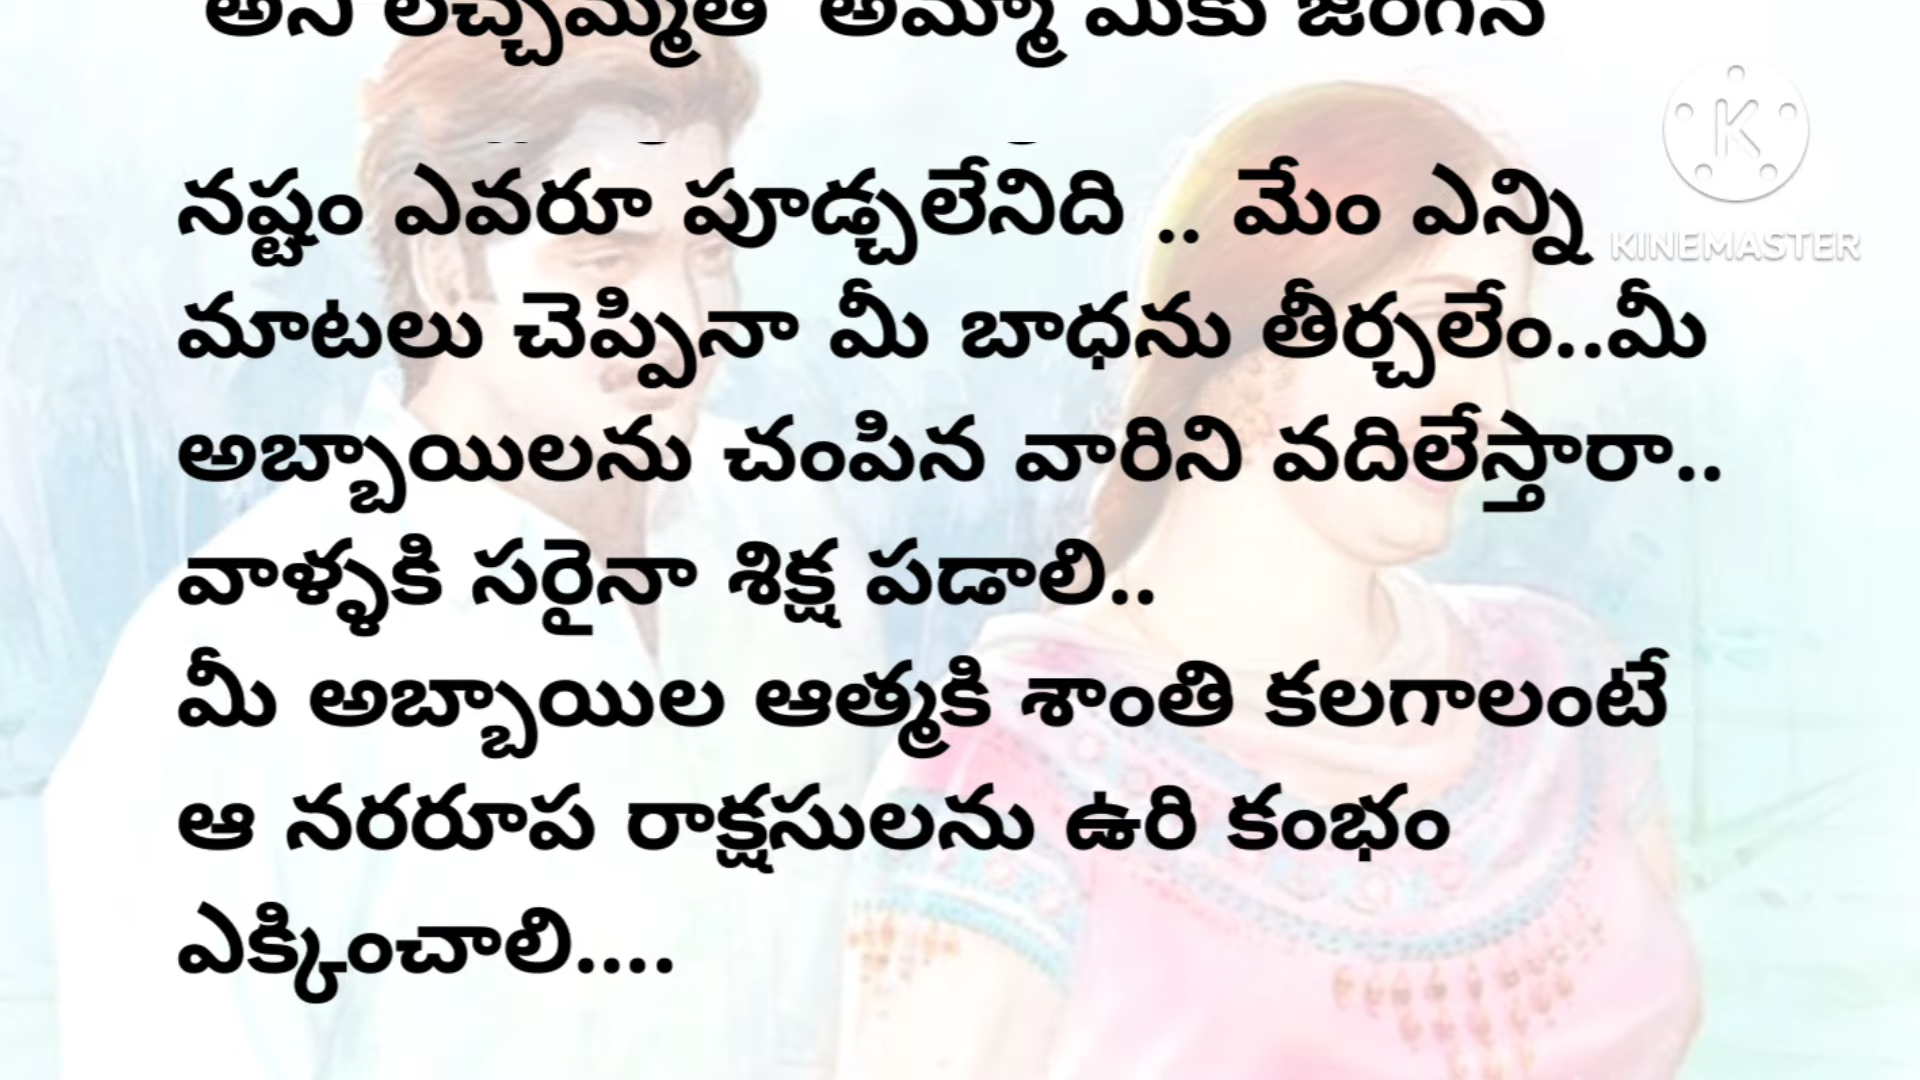 అని లచ్చమ్మతో అమ్మా మీకు జరిగిన
నష్టం ఎవరూ పూడ్చలేనిది .. మేం ఎన్ని
మాటలు చెప్పినా మీ బాధను తీర్చలేం..మీ
అబ్బాయిలను చంపిన వారిని వదిలేస్తారా..
వాళ్ళకి సరైనా శిక్ష పడాలి..
మీ అబ్బాయిల ఆత్మకి శాంతి కలగాలంటే
ఆ నరరూప రాక్షసులను ఉరి కంభం
ఎక్కించాలి....
K
KINEMASTER